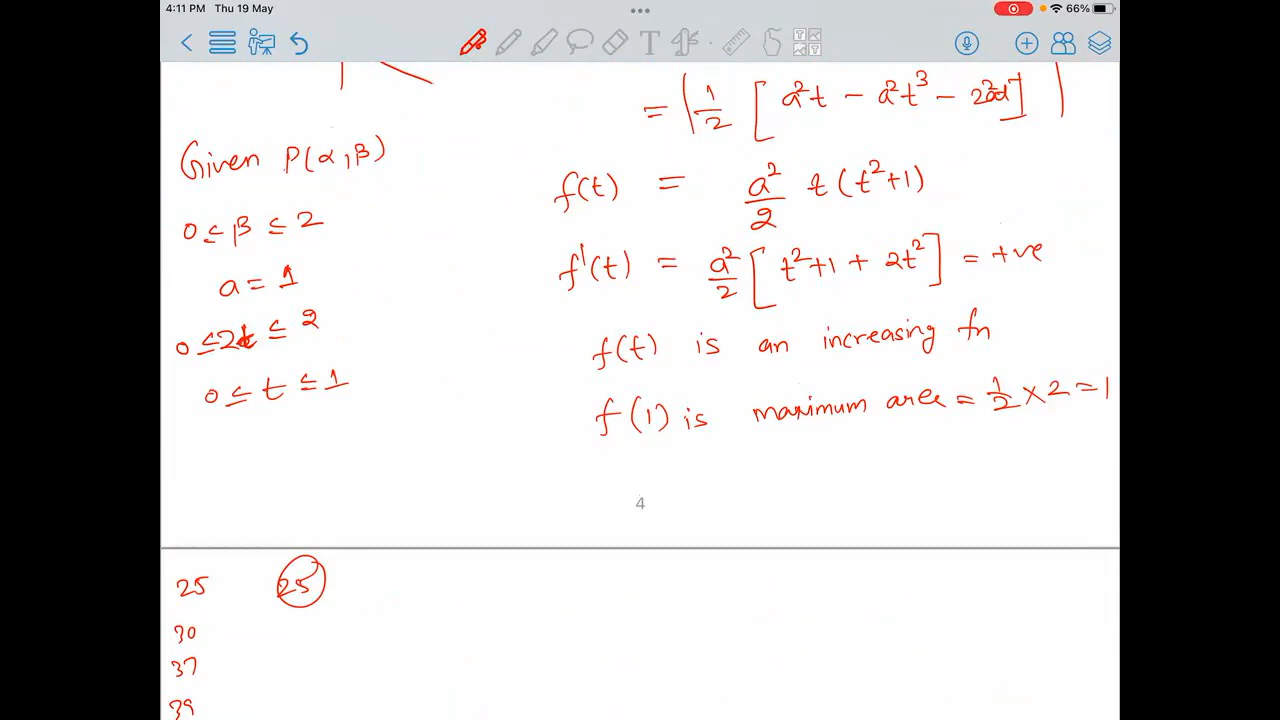 4:11 PM Thu 19 May
66%
= | 1/2 [ a²t − a²t³ − 2a²t ] |
Given P(α,β)
0 ≤ β ≤ 2
a = 1
0 ≤ 2t ≤ 2
0 ≤ t ≤ 1
f(t) = a²/2 t(t²+1)
f'(t) = a²/2 [ t²+1 + 2t² ] = +ve
f(t) is an increasing fn
f(1) is maximum area = 1/2 × 2 = 1
4
25 25
30
37
39